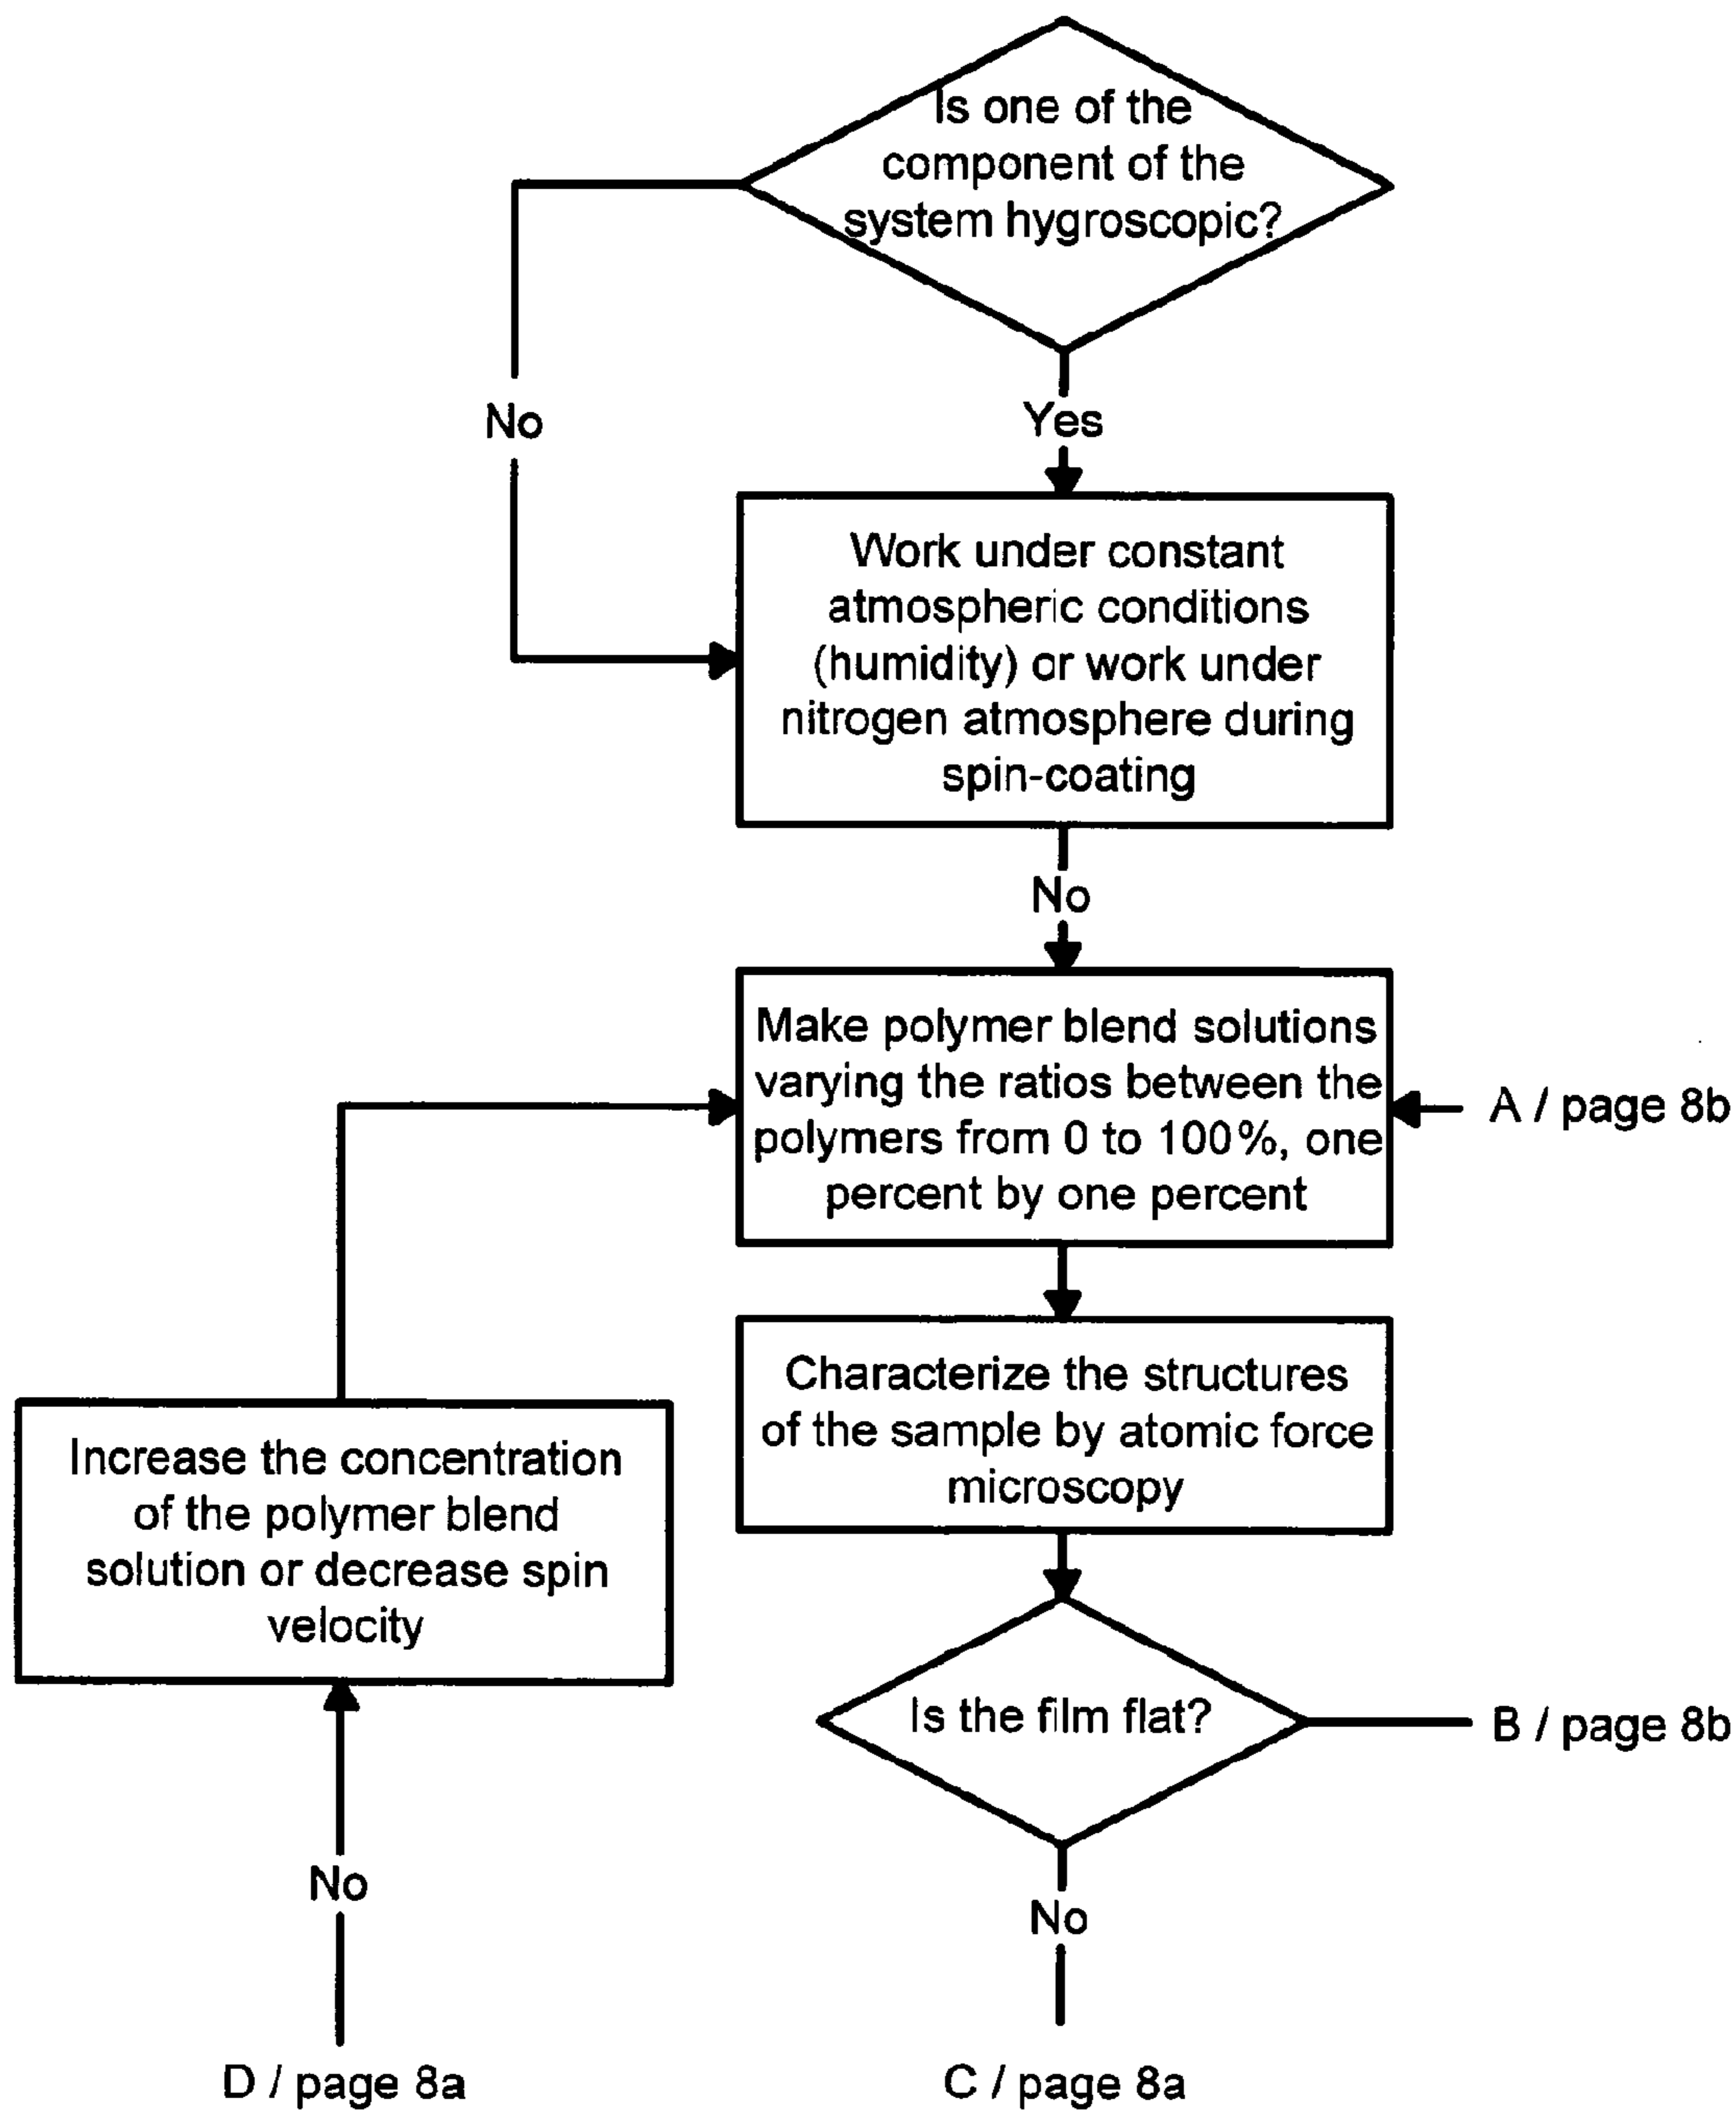 Is one of the
component of the
system hygroscopic?
No
Yes
Work under constant
atmospheric conditions
(humidity) or work under
nitrogen atmosphere during
spin-coating
No
Make polymer blend solutions
varying the ratios between the
polymers from 0 to 100%, one
percent by one percent
A / page 8b
Characterize the structures
of the sample by atomic force
microscopy
Increase the concentration
of the polymer blend
solution or decrease spin
velocity
Is the film flat?
B / page 8b
No
No
D / page 8a
C / page 8a